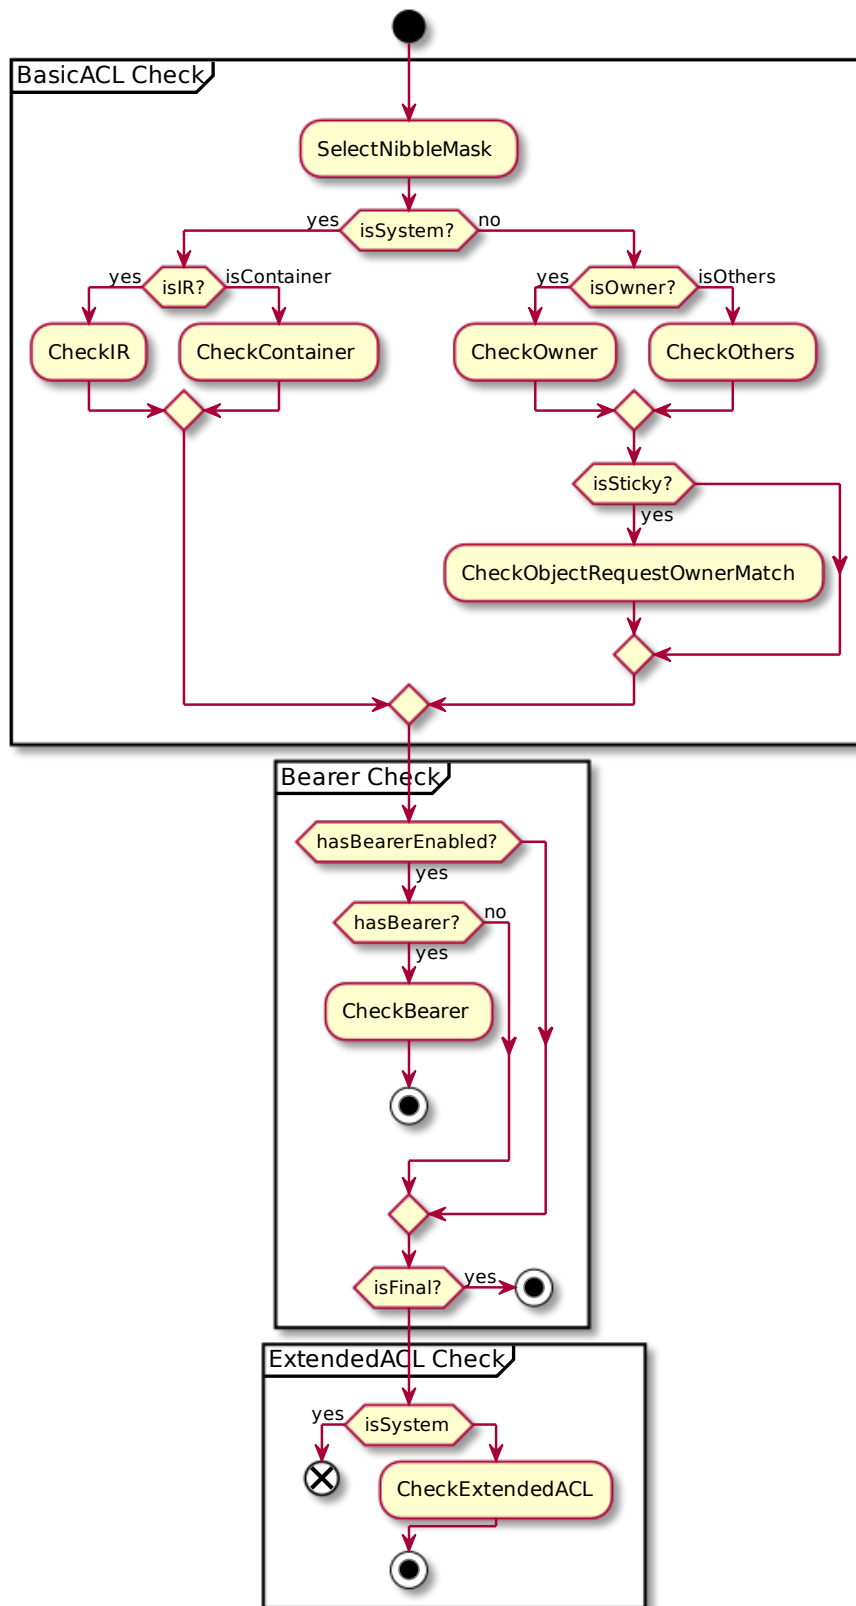 BasicACL Check
SelectNibbleMask
yes
isSystem?
no
yes
isIR?
isContainer
yes
isOwner?
isOthers
CheckIR
CheckContainer
CheckOwner
CheckOthers
isSticky?
yes
CheckObjectRequestOwnerMatch
Bearer Check
hasBearerEnabled?
yes
hasBearer?
no
yes
CheckBearer
isFinal?
yes
ExtendedACL Check
yes
isSystem
CheckExtendedACL